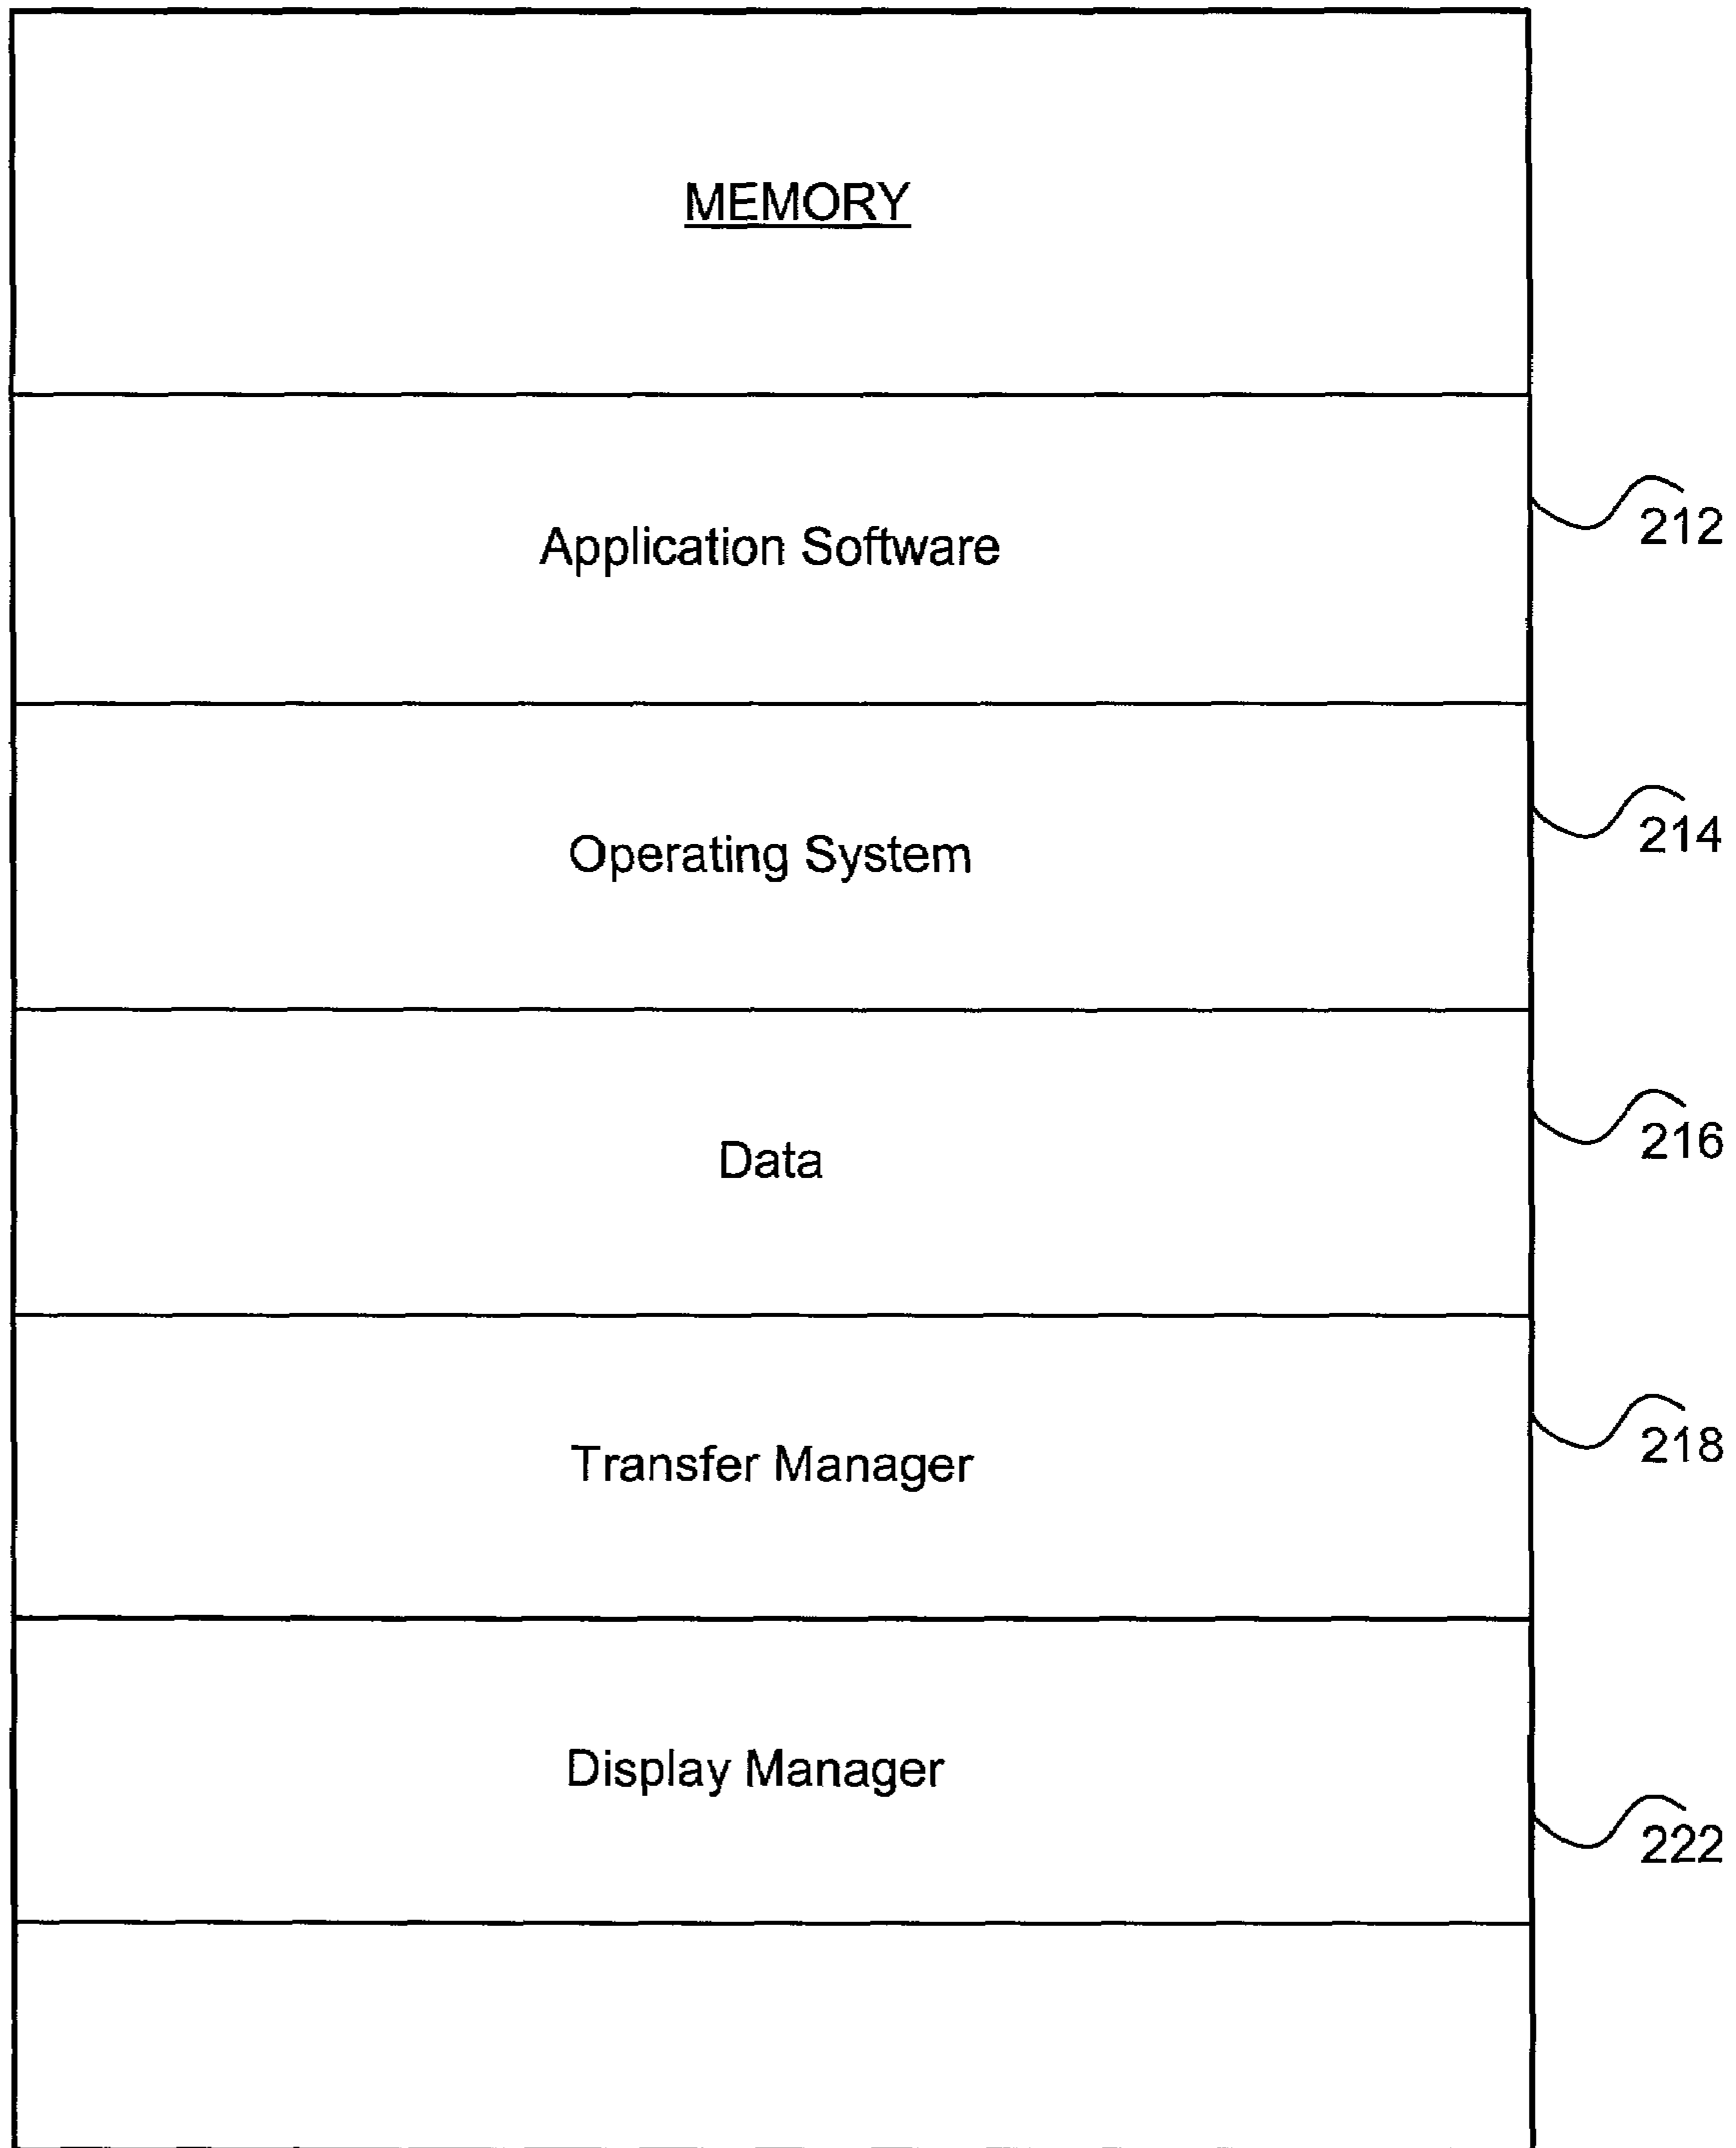 MEMORY
Application Software
212
Operating System
214
Data
216
Transfer Manager
218
Display Manager
222